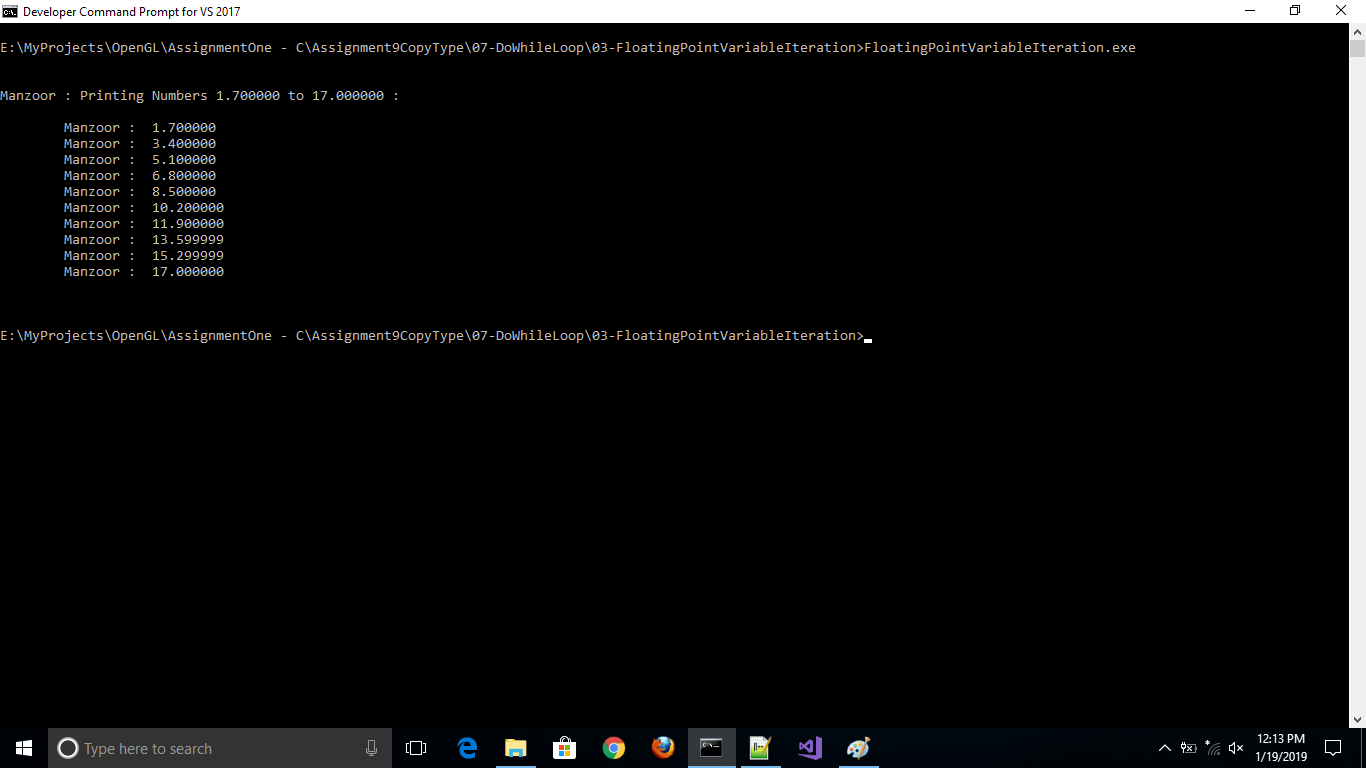 Developer Command Prompt for VS 2017
E:\MyProjects\OpenGL\AssignmentOne - C\Assignment9CopyType\07-DoWhileLoop\03-FloatingPointVariableIteration>FloatingPointVariableIteration.exe
Manzoor : Printing Numbers 1.700000 to 17.000000 :
Manzoor :  1.700000
Manzoor :  3.400000
Manzoor :  5.100000
Manzoor :  6.800000
Manzoor :  8.500000
Manzoor :  10.200000
Manzoor :  11.900000
Manzoor :  13.599999
Manzoor :  15.299999
Manzoor :  17.000000
E:\MyProjects\OpenGL\AssignmentOne - C\Assignment9CopyType\07-DoWhileLoop\03-FloatingPointVariableIteration>
Type here to search
12:13 PM
1/19/2019